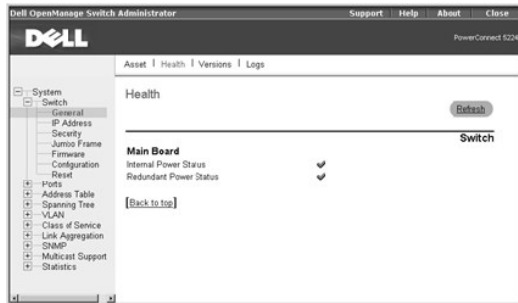 Dell OpenManage Switch Administrator
Support Help About Close
DELL
PowerConnect 5224
Asset | Health | Versions | Logs
System
Switch
General
IP Address
Security
Jumbo Frame
Firmware
Configuration
Reset
Ports
Address Table
Spanning Tree
VLAN
Class of Service
Link Aggregation
SNMP
Multicast Support
Statistics
Health
Refresh
Switch
Main Board
Internal Power Status
Redundant Power Status
[Back to top]